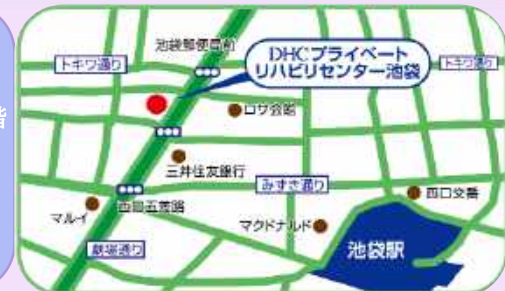 階
池袋郵便局前
DHCプライベート
リハビリセンター池袋
トキワ通り
トキワ通り
ロサ会館
三井住友銀行
みずき通り
西口交番
マルイ
西口五差路
マクドナルド
劇場通り
池袋駅